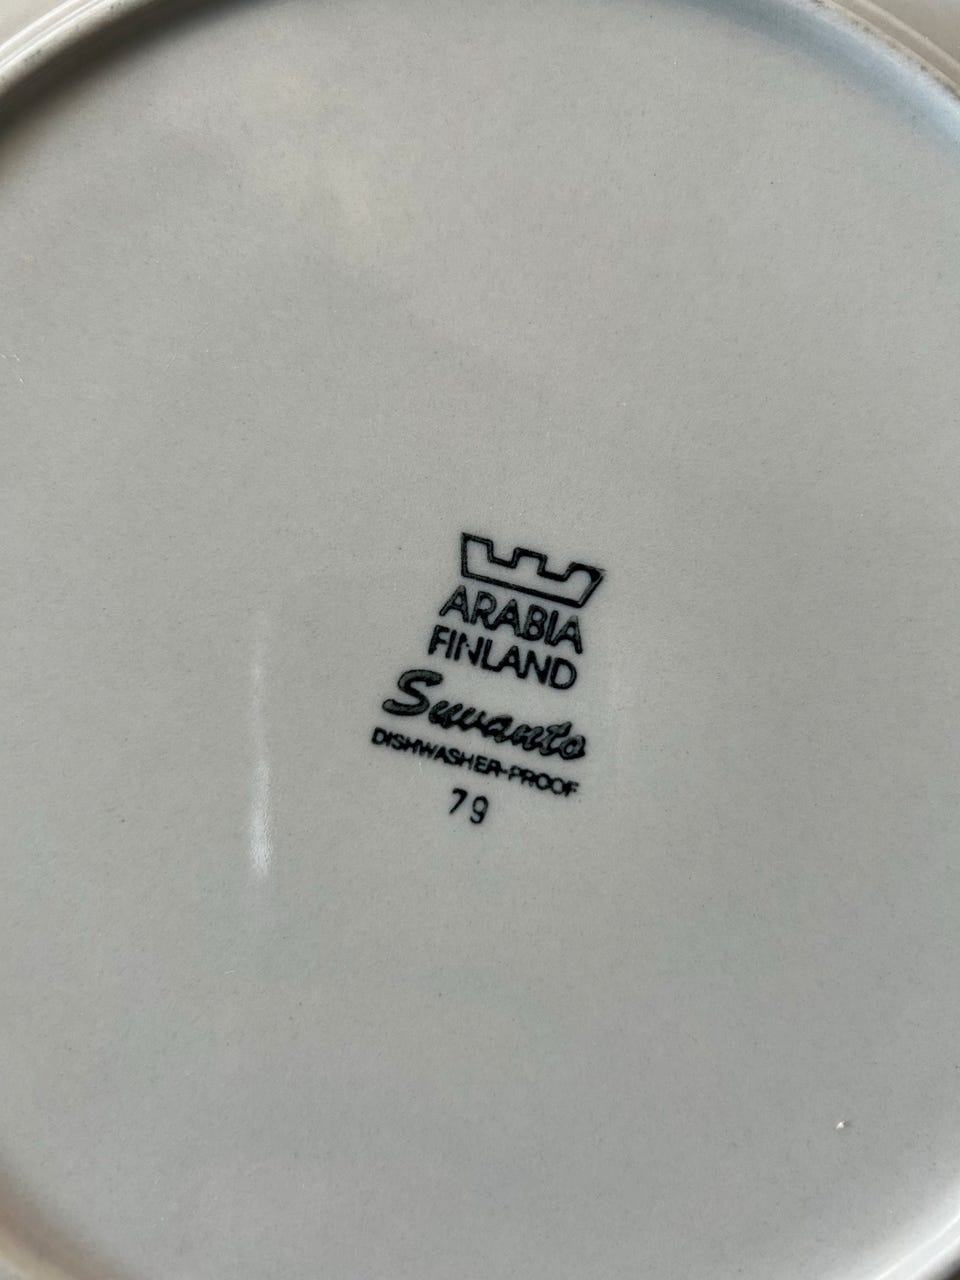 ARABIA
FINLAND
Suvanto
DISHWASHER-PROOF
79